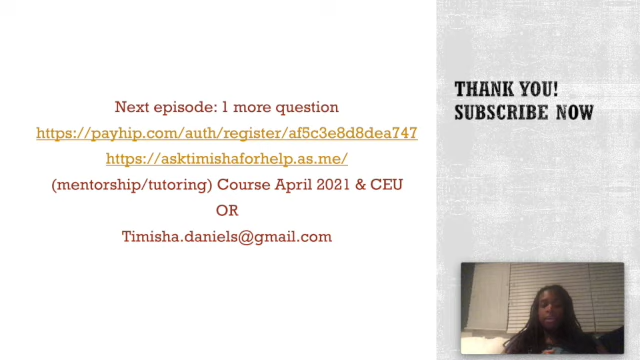 Next episode: 1 more question
https://payhip.com/auth/register/af5c3e8d8dea747
https://asktimishaforhelp.as.me/
(mentorship/tutoring) Course April 2021 & CEU
OR
Timisha.daniels@gmail.com
THANK YOU!
SUBSCRIBE NOW